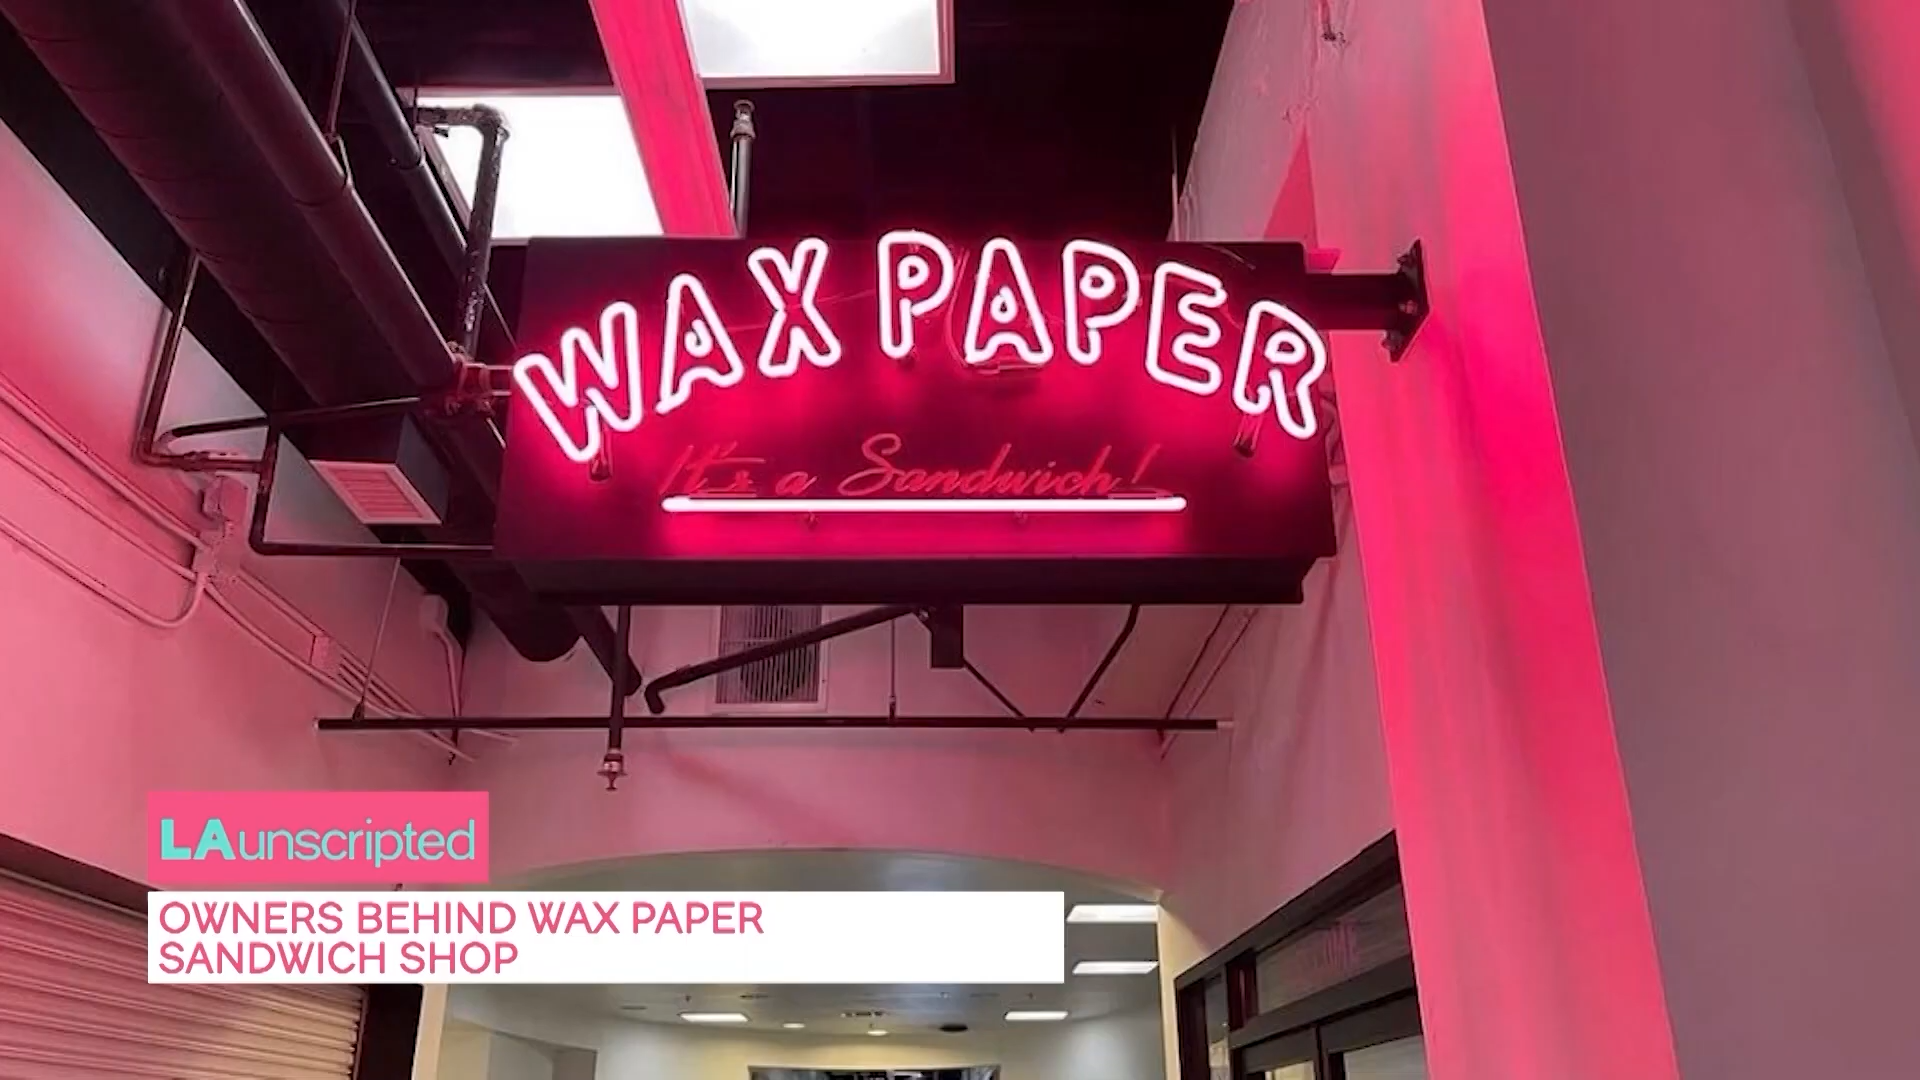 WAX PAPER
It's a Sandwich!
LAunscripted
OWNERS BEHIND WAX PAPER
SANDWICH SHOP